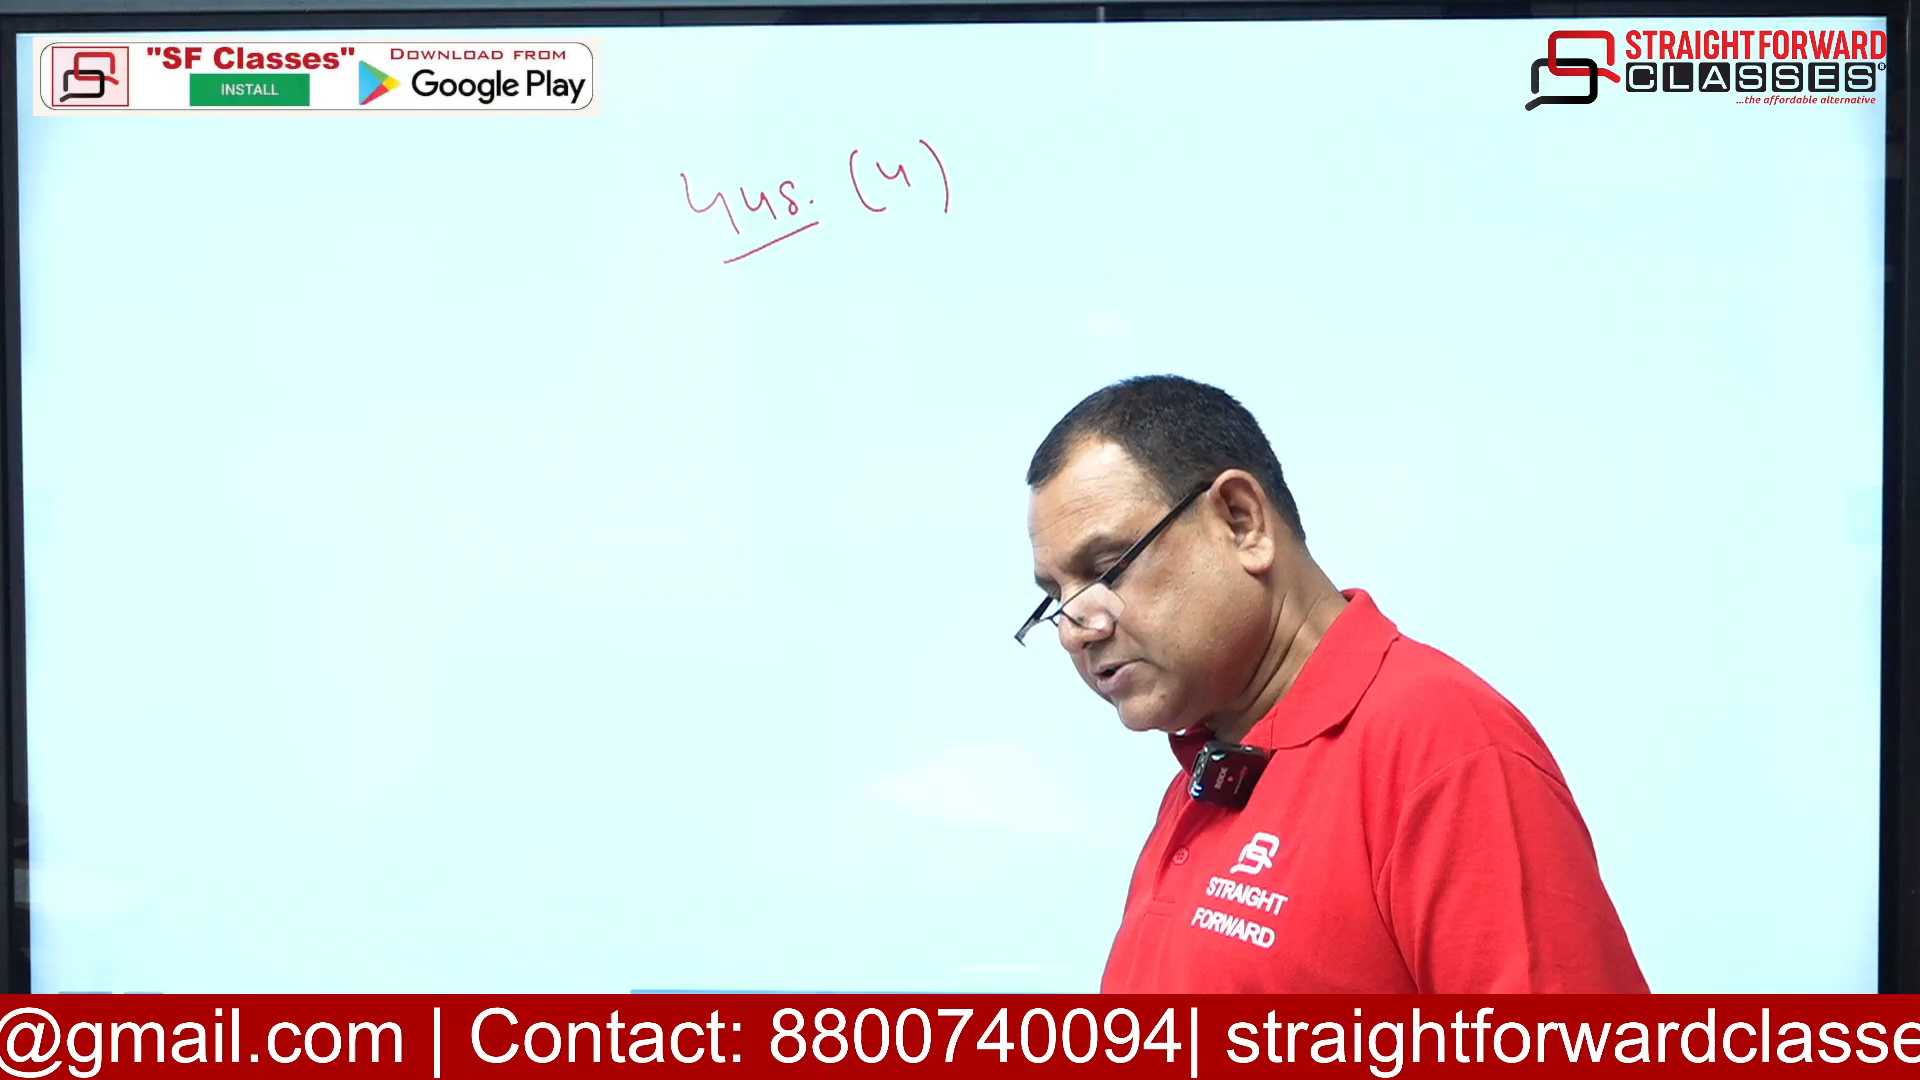 "SF Classes"
INSTALL
DOWNLOAD FROM
Google Play
STRAIGHT FORWARD
CLASSES®
...the affordable alternative
448. (4)
STRAIGHT
FORWARD
@gmail.com | Contact: 8800740094| straightforwardclasse